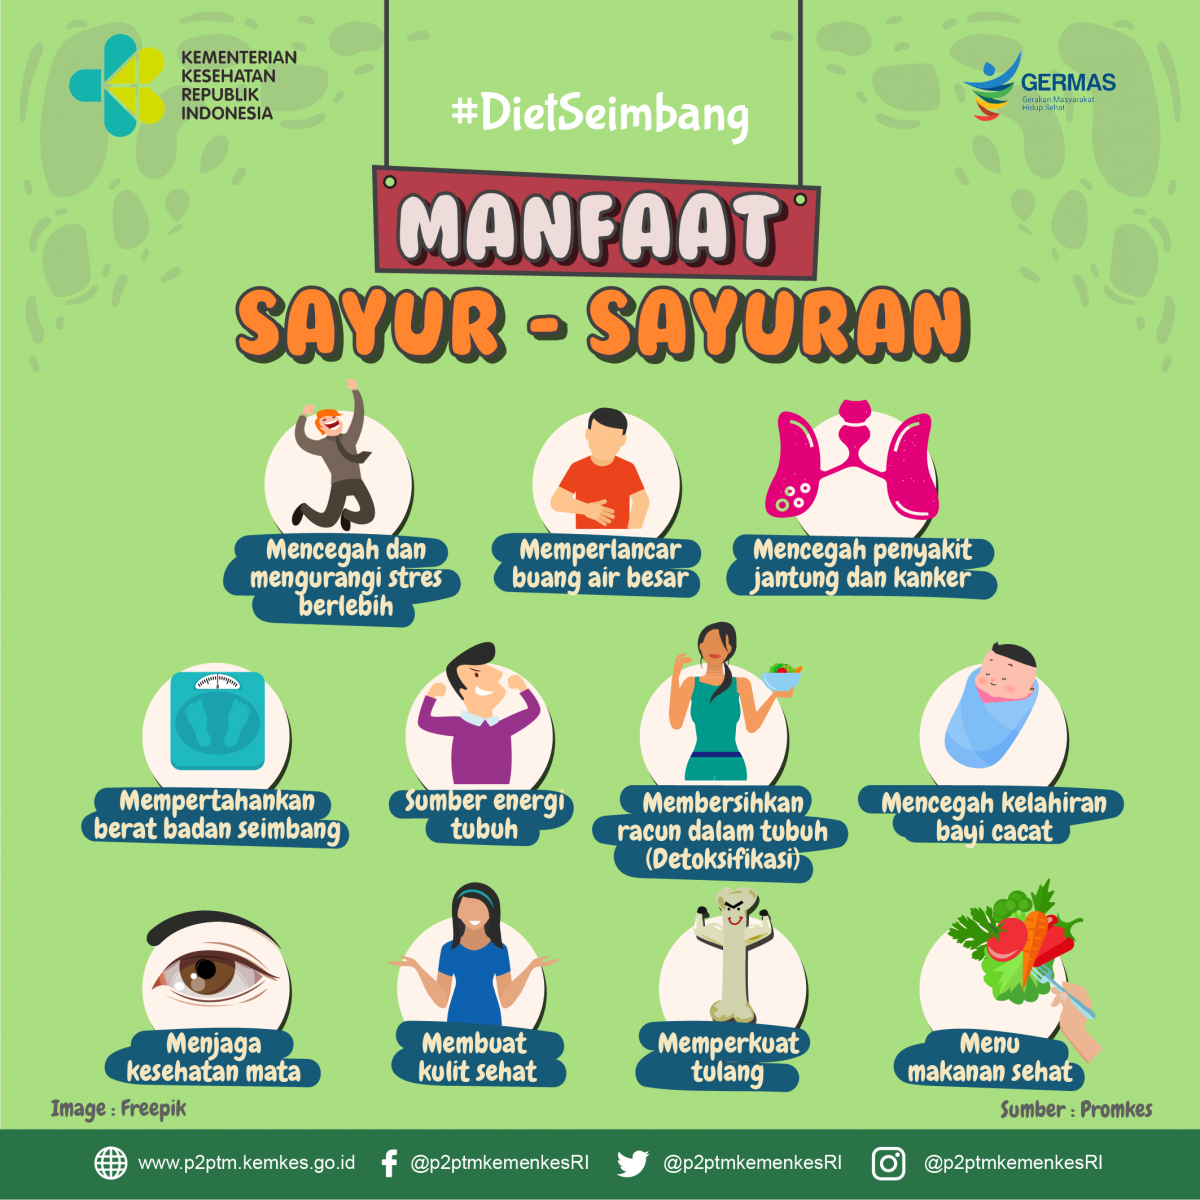 KEMENTERIAN
KESEHATAN
REPUBLIK
INDONESIA
GERMAS
Gerakan Masyarakat
Hidup Sehat
#DietSeimbang
MANFAAT
SAYUR - SAYURAN
Mencegah dan
mengurangi stres
berlebih
Memperlancar
buang air besar
Mencegah penyakit
jantung dan kanker
Mempertahankan
berat badan seimbang
Sumber energi
tubuh
Membersihkan
racun dalam tubuh
(Detoksifikasi)
Mencegah kelahiran
bayi cacat
Menjaga
kesehatan mata
Membuat
kulit sehat
Memperkuat
tulang
Menu
makanan sehat
Image : Freepik
Sumber : Promkes
www.p2ptm.kemkes.go.id
@p2ptmkemenkesRI
@p2ptmkemenkesRI
@p2ptmkemenkesRI